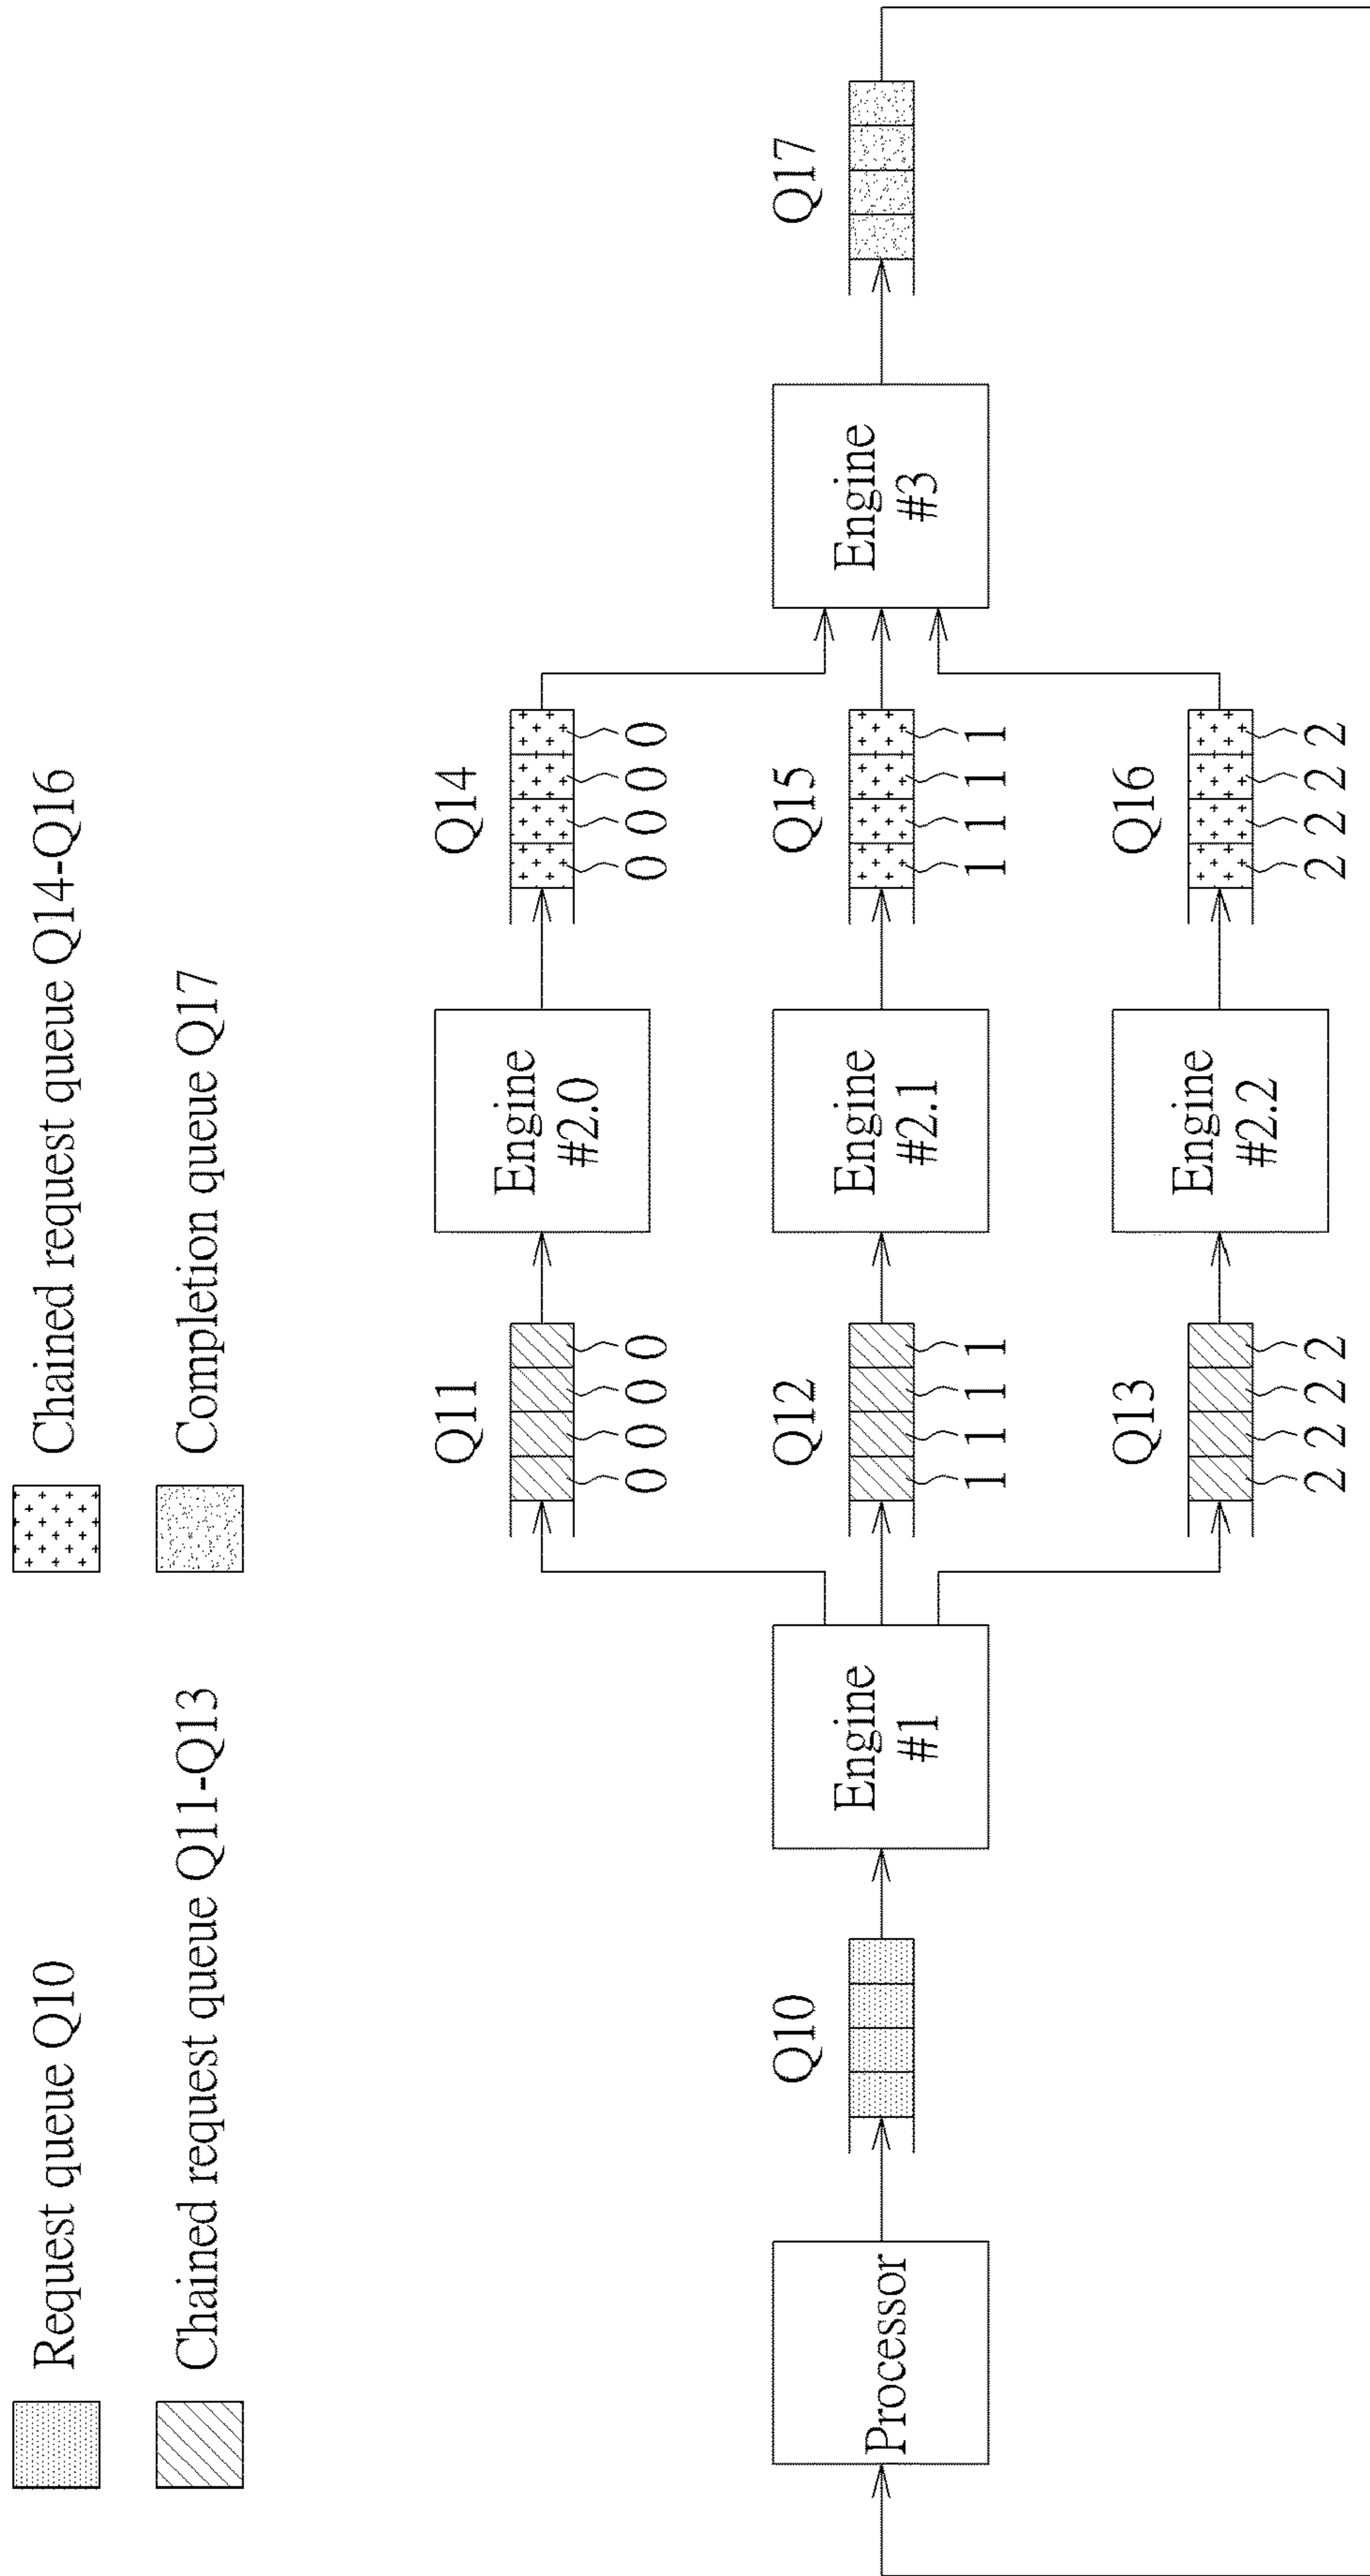 Request queue Q10
Chained request queue Q14-Q16
Chained request queue Q11-Q13
Completion queue Q17
Processor
Q10
Engine
#1
Q11
0 0 0 0
Q12
1 1 1 1
Q13
2 2 2 2
Engine
#2.0
Engine
#2.1
Engine
#2.2
Q14
0 0 0 0
Q15
1 1 1 1
Q16
2 2 2 2
Engine
#3
Q17